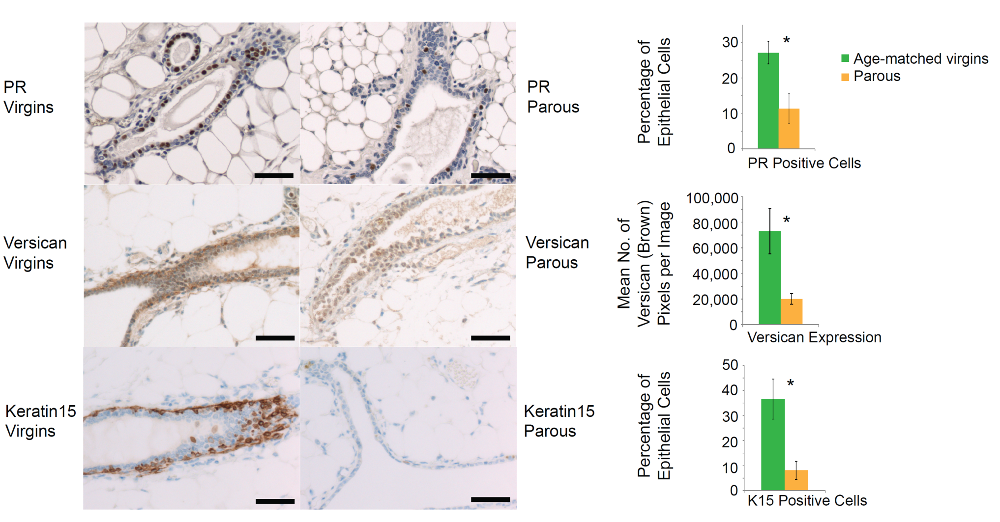 PR
Virgins
PR
Parous
Percentage of
Epithelial Cells
30
20
10
0
*
PR Positive Cells
Age-matched virgins
Parous
Versican
Virgins
Versican
Parous
Mean No. of
Versican (Brown)
Pixels per Image
100,000
80,000
60,000
40,000
20,000
0
*
Versican Expression
Keratin15
Virgins
Keratin15
Parous
Percentage of
Epithelial Cells
50
40
30
20
10
0
*
K15 Positive Cells